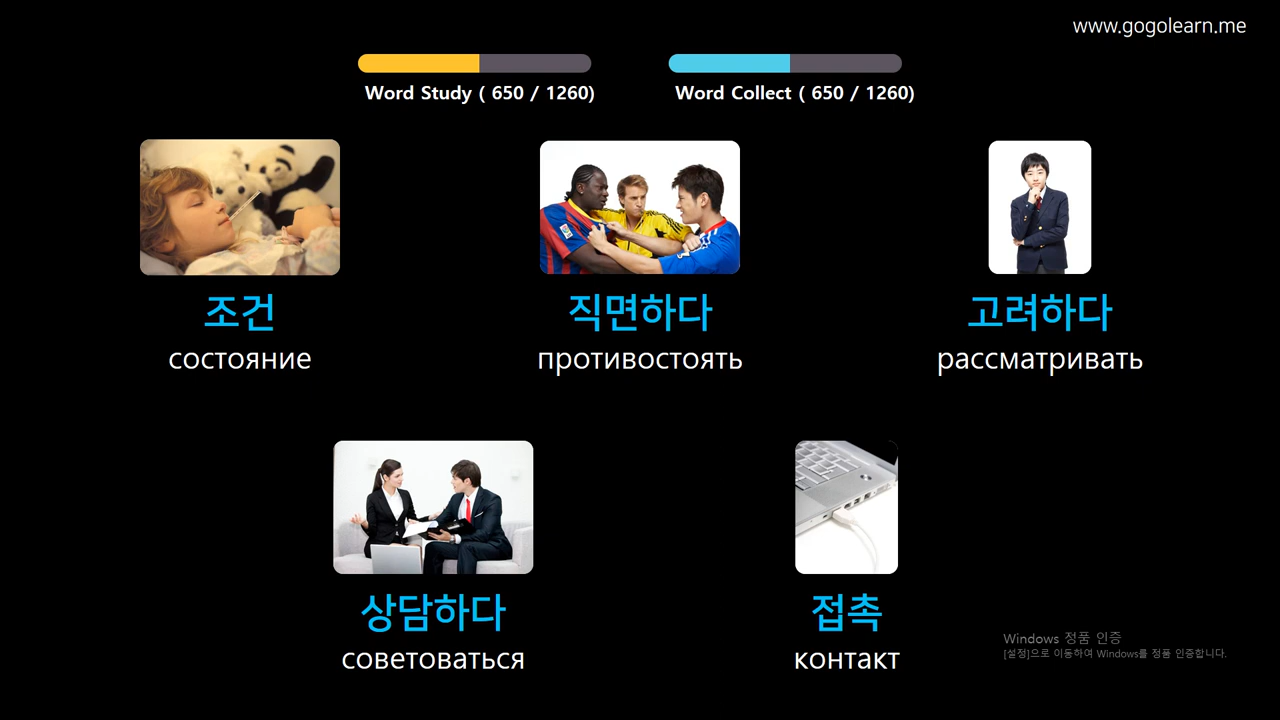 www.gogolearn.me
Word Study ( 650 / 1260)
Word Collect ( 650 / 1260)
조건
состояние
직면하다
противостоять
고려하다
рассматривать
상담하다
советоваться
접촉
контакт
Windows 정품 인증
[설정]으로 이동하여 Windows를 정품 인증합니다.